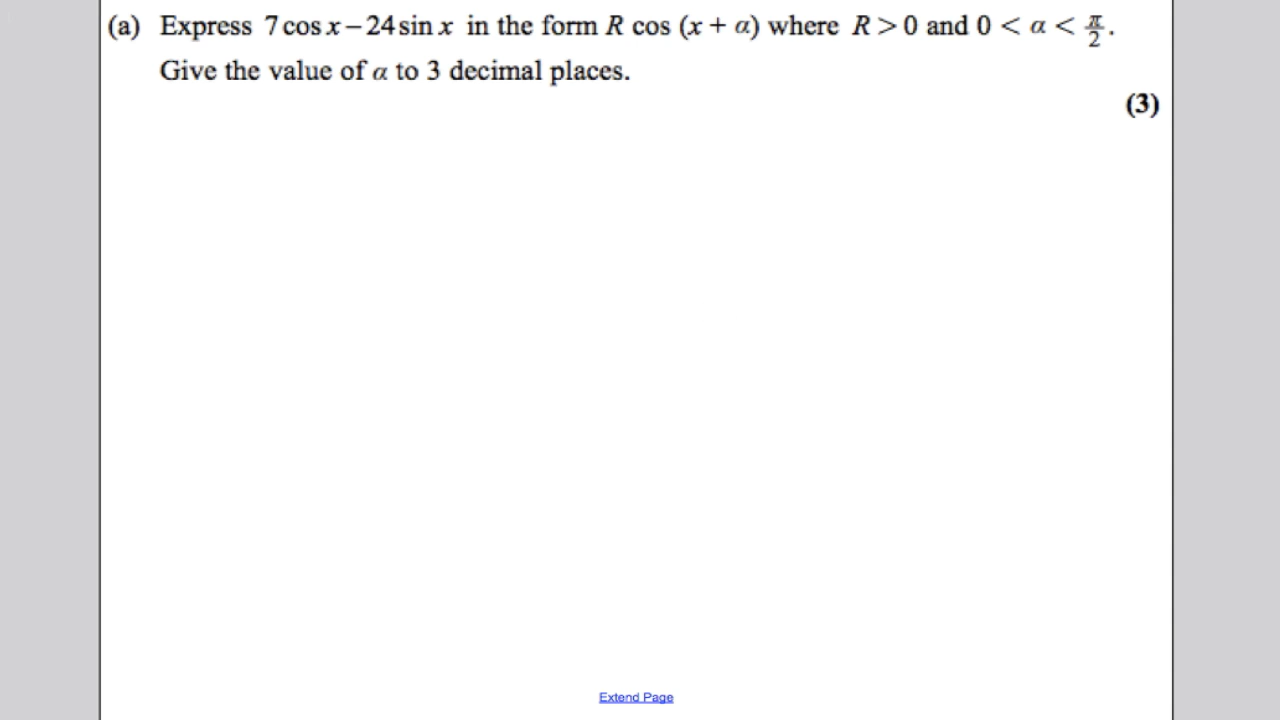 (a) Express 7 cos x – 24 sin x in the form R cos (x + α) where R > 0 and 0 < α < π/2.
Give the value of α to 3 decimal places.
(3)
Extend Page